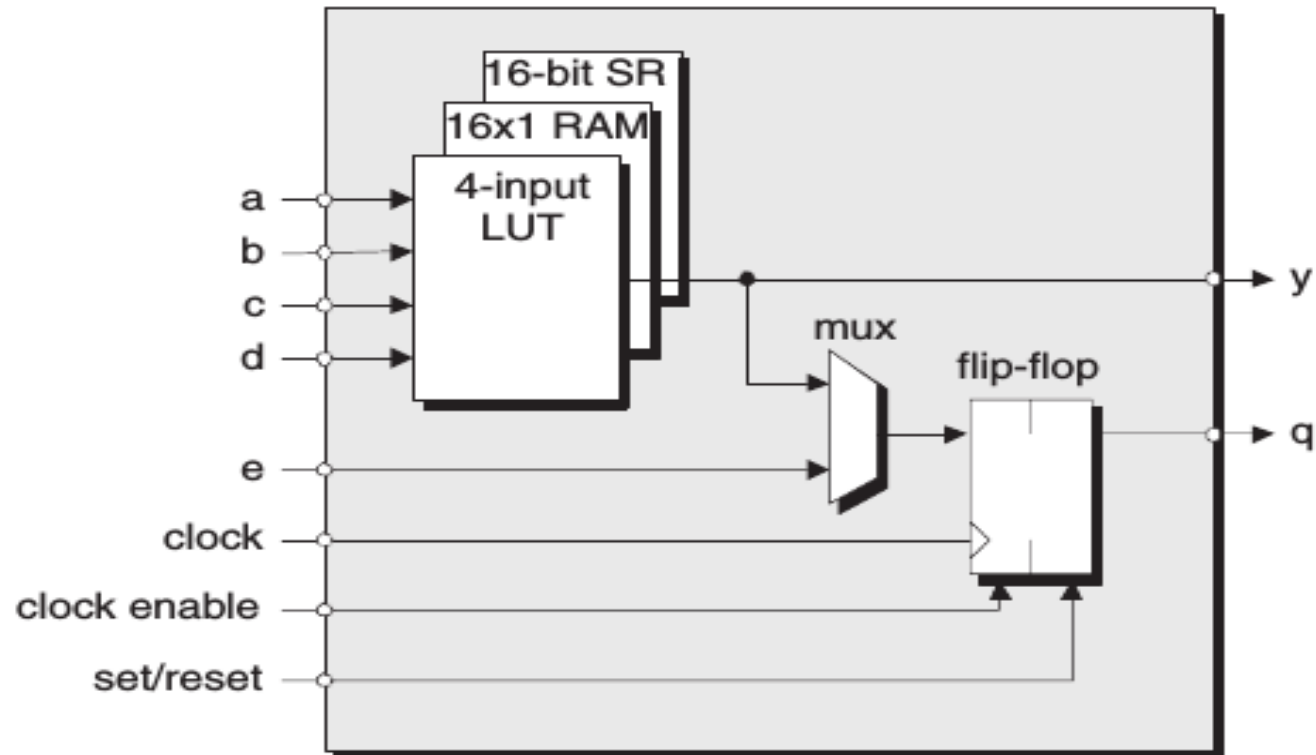 16-bit SR
16x1 RAM
4-input
LUT
a
b
c
d
y
mux
flip-flop
q
e
clock
clock enable
set/reset